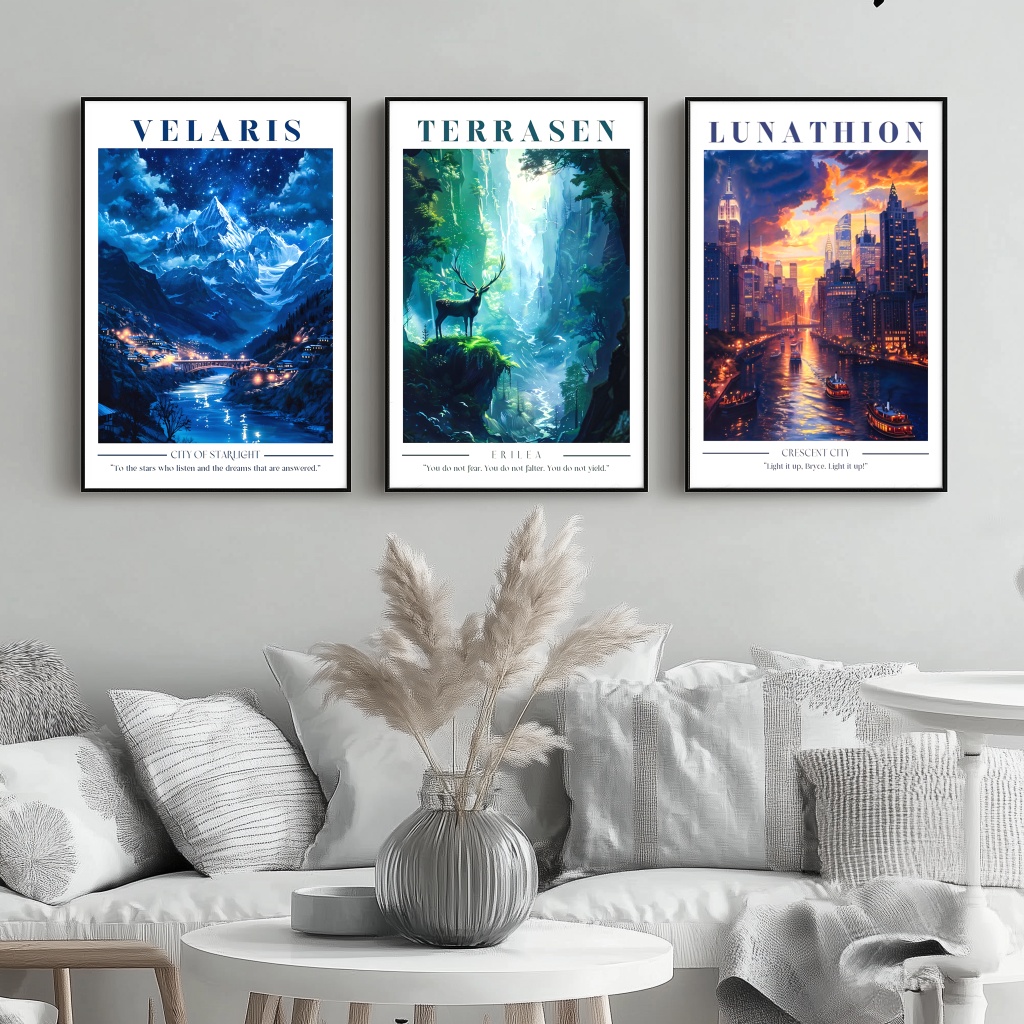 VELARIS
CITY OF STARLIGHT
"To the stars who listen and the dreams that are answered."
TERRASEN
ERILEA
"You do not fear. You do not falter. You do not yield."
LUNATHION
CRESCENT CITY
"Light it up, Bryce. Light it up!"